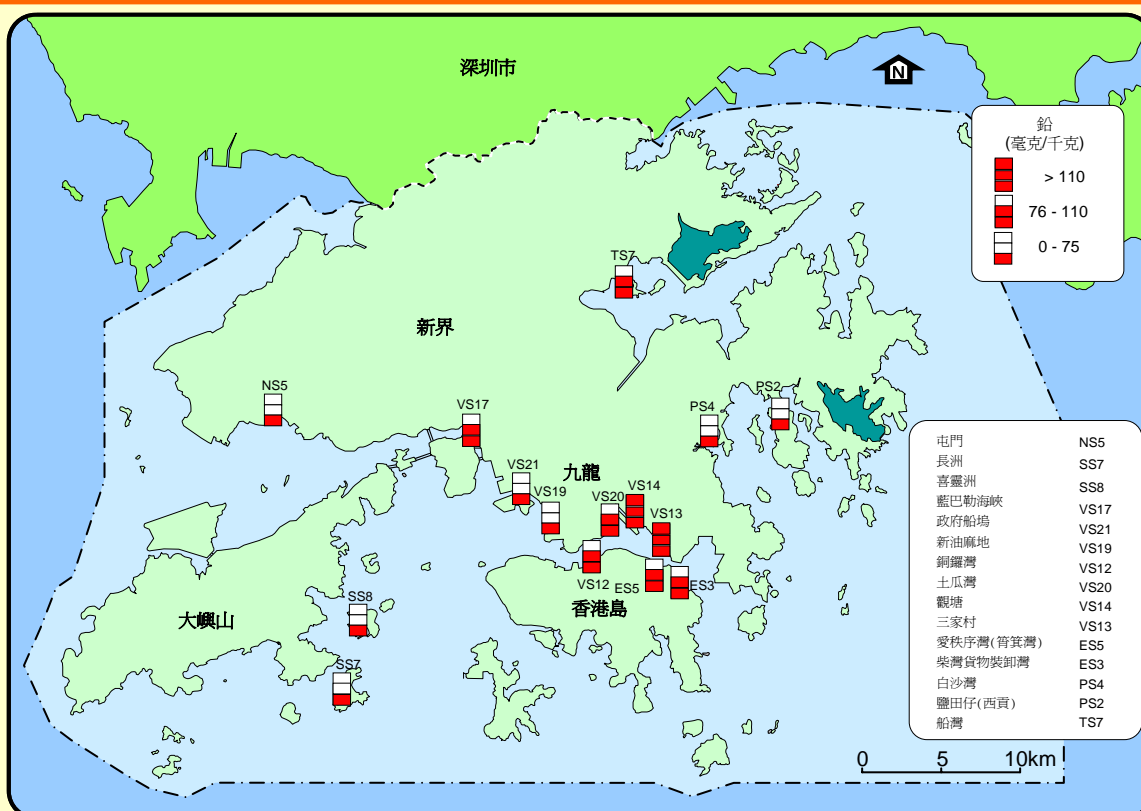 深圳市
N
鉛
(毫克/千克)
> 110
76 - 110
0 - 75
TS7
新界
NS5
VS17
PS4
PS2
九龍
VS21
VS19
VS20
VS14
VS13
VS12
ES5
ES3
香港島
大嶼山
SS8
SS7
屯門 NS5
長洲 SS7
喜靈洲 SS8
藍巴勒海峽 VS17
政府船塢 VS21
新油麻地 VS19
銅鑼灣 VS12
土瓜灣 VS20
觀塘 VS14
三家村 VS13
愛秩序灣(筲箕灣) ES5
柴灣貨物裝卸灣 ES3
白沙灣 PS4
鹽田仔(西貢) PS2
船灣 TS7
0 5 10km